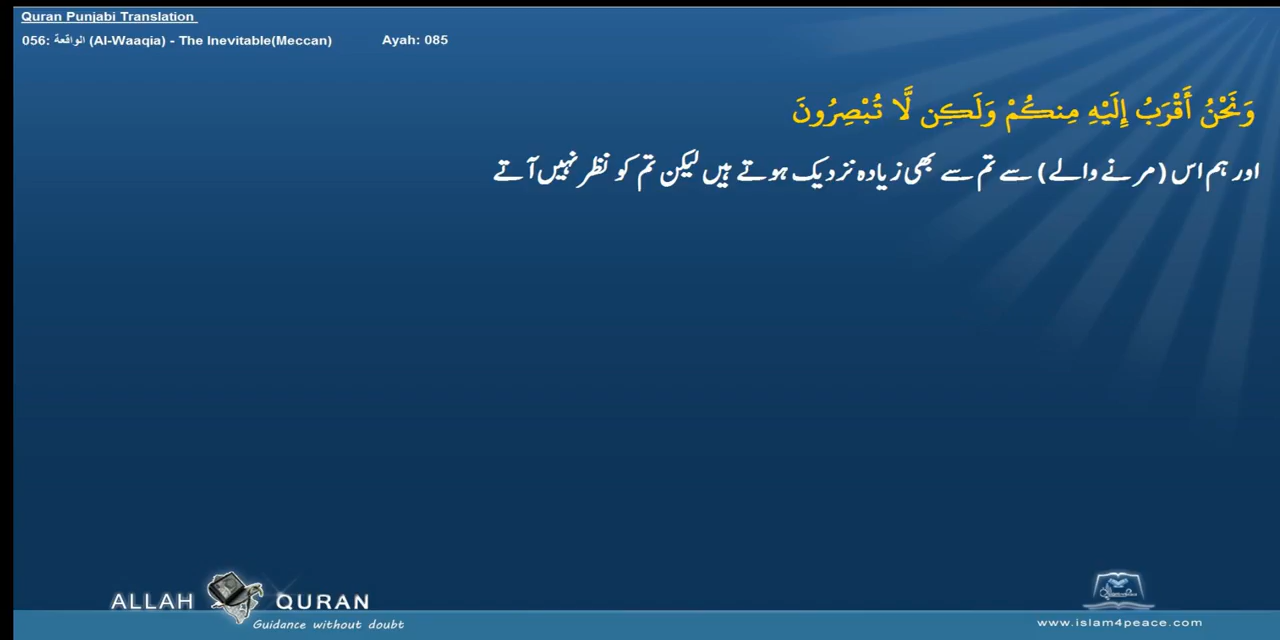 Quran Punjabi Translation
056: الواقعة (Al-Waaqia) - The Inevitable(Meccan) Ayah: 085
وَنَحْنُ أَقْرَبُ إِلَيْهِ مِنكُمْ وَلَـٰكِن لَّا تُبْصِرُونَ
اور ہم اس (مرنے والے) سے تم سے بھی زیادہ نزدیک ہوتے ہیں لیکن تم کو نظر نہیں آتے
ALLAH QURAN
Guidance without doubt
www.islam4peace.com